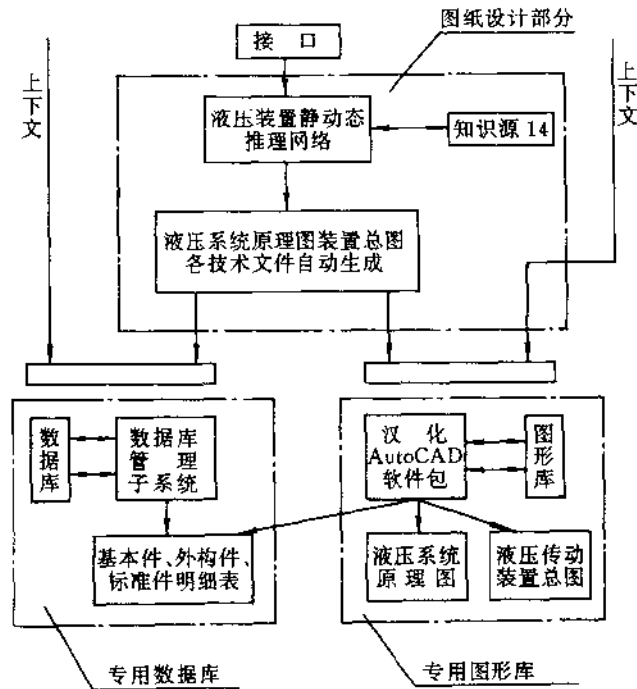 图纸设计部分
接 口
上下文
上下文
液压装置静动态
推理网络
知识源 14
液压系统原理图装置总图
各技术文件自动生成
数据库
数据库
管 理
子系统
汉 化
AutoCAD
软件包
图形库
基本件、外构件、
标准件明细表
液压系统
原 理 图
液压传动
装置总图
专用数据库
专用图形库